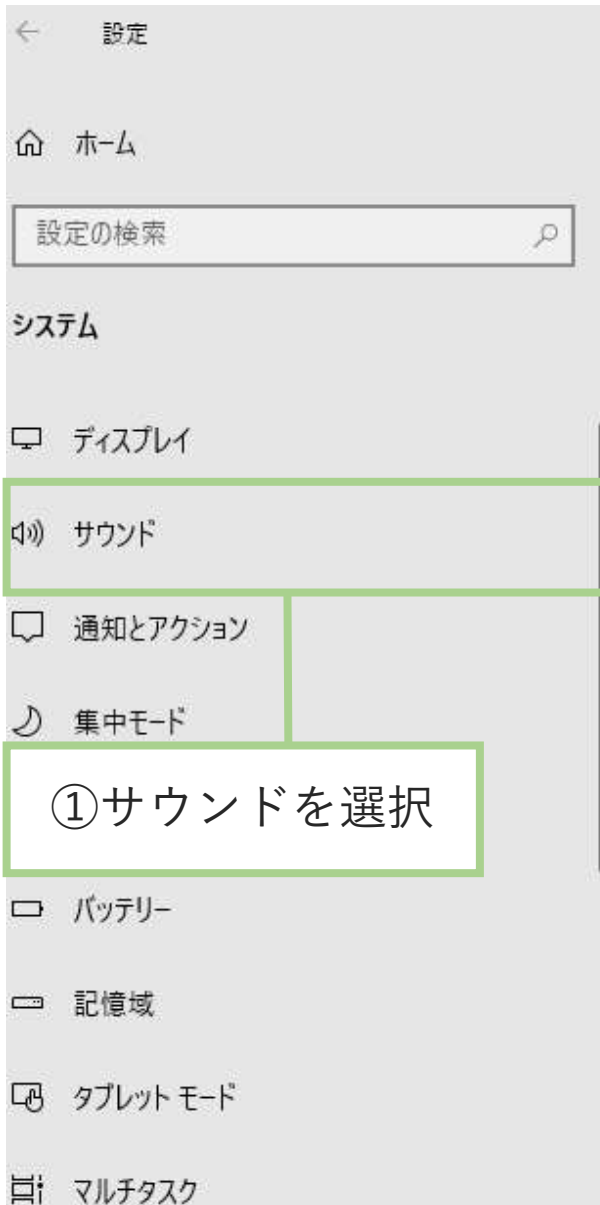 設定
ホーム
設定の検索
システム
ディスプレイ
サウンド
通知とアクション
集中モード
①サウンドを選択
バッテリー
記憶域
タブレット モード
マルチタスク